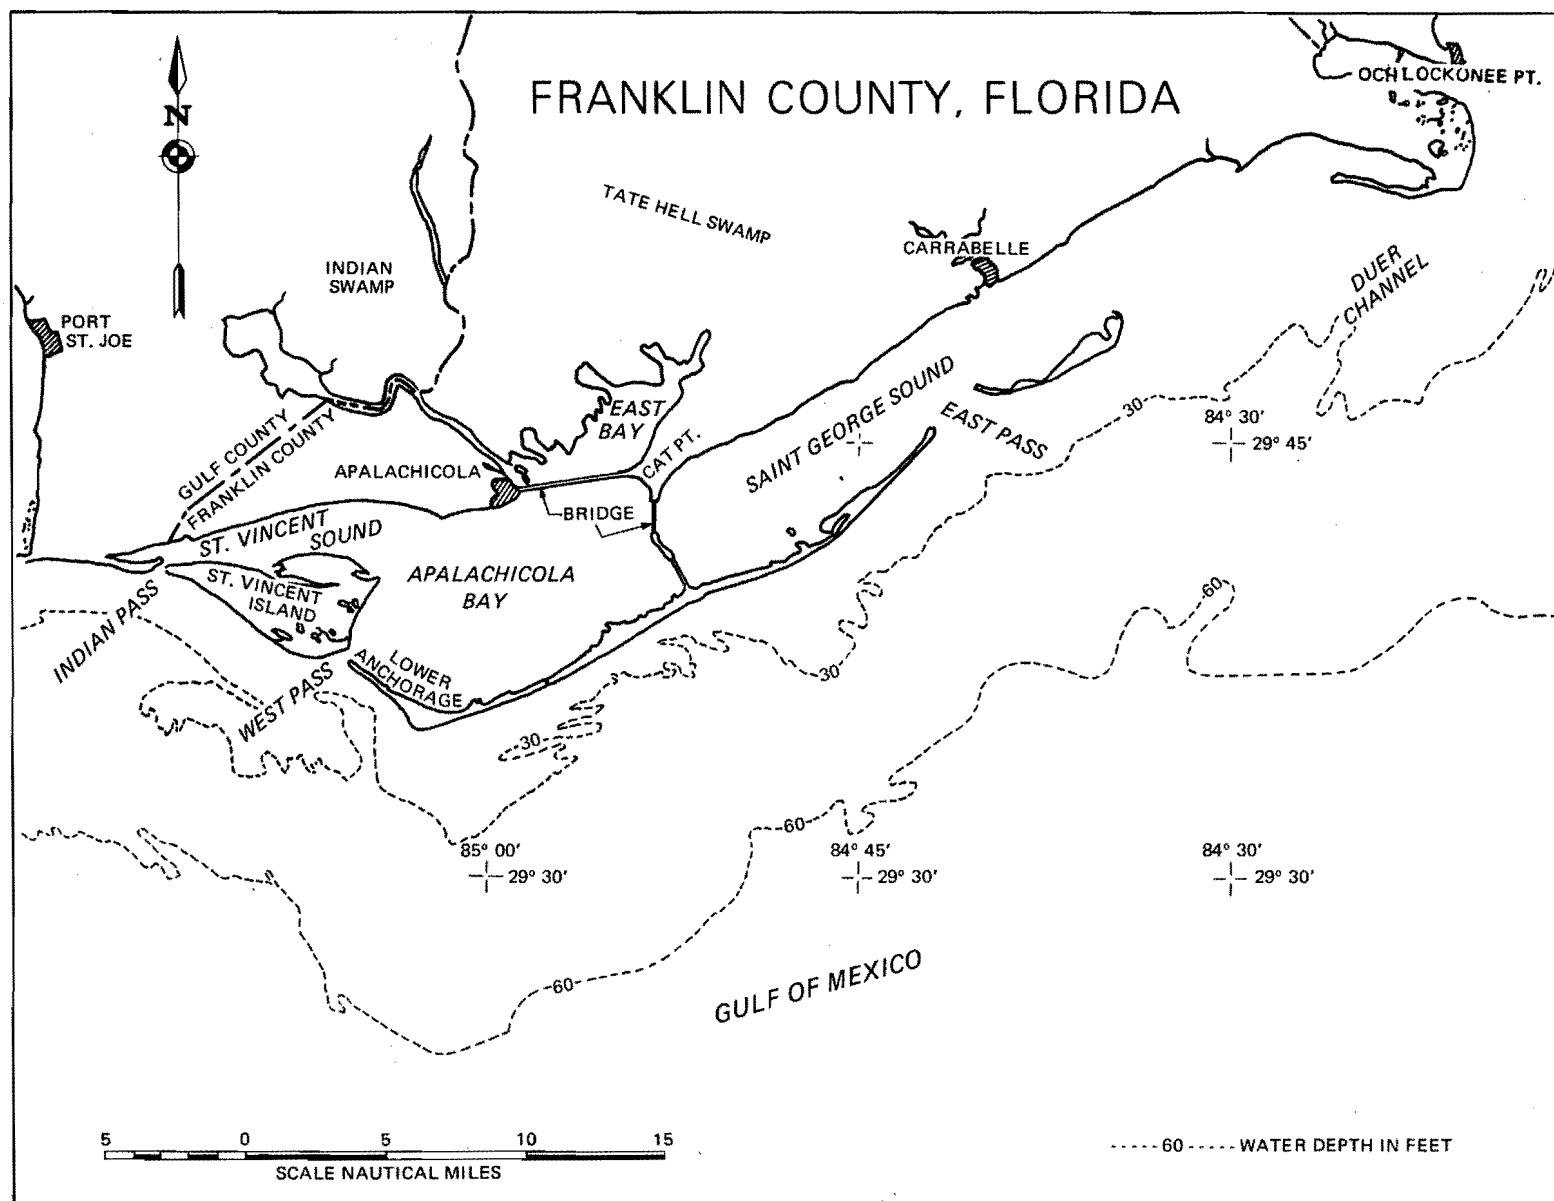 FRANKLIN COUNTY, FLORIDA
OCHLOCKONEE PT.
N
TATE HELL SWAMP
CARRABELLE
INDIAN
SWAMP
DUER
CHANNEL
PORT
ST. JOE
EAST
BAY
SAINT GEORGE SOUND
EAST PASS
30
84° 30'
29° 45'
GULF COUNTY
FRANKLIN COUNTY
CAT PT.
APALACHICOLA
BRIDGE
ST. VINCENT
SOUND
ST. VINCENT
ISLAND
APALACHICOLA
BAY
INDIAN PASS
LOWER
ANCHORAGE
WEST PASS
60
30
30
60
85° 00'
29° 30'
84° 45'
29° 30'
84° 30'
29° 30'
60
GULF OF MEXICO
5 0 5 10 15
SCALE NAUTICAL MILES
60 WATER DEPTH IN FEET